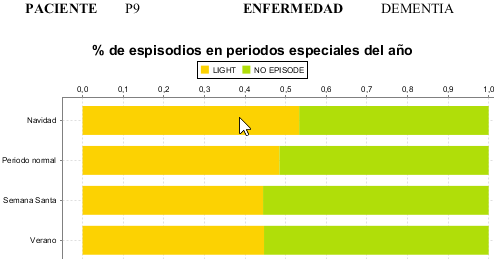 PACIENTE P9 ENFERMEDAD DEMENTIA
% de espisodios en periodos especiales del año
LIGHT NO EPISODE
0,0 0,1 0,2 0,3 0,4 0,5 0,6 0,7 0,8 0,9 1,0
Navidad
Periodo normal
Semana Santa
Verano